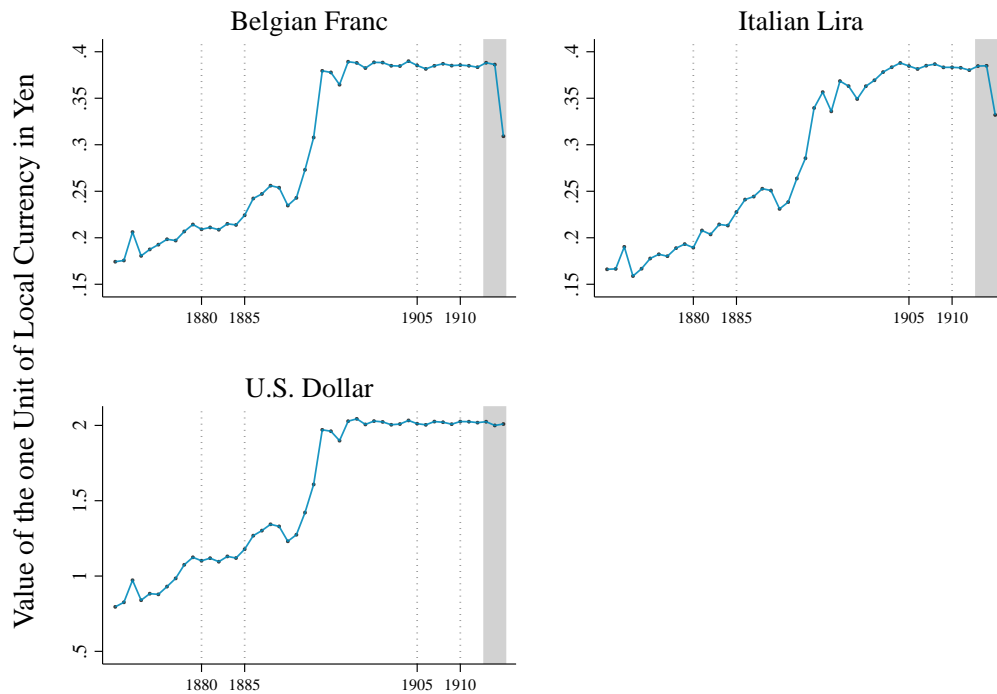 Value of the one Unit of Local Currency in Yen
Belgian Franc
.4
.35
.3
.25
.2
.15
1880 1885 1905 1910
Italian Lira
.4
.35
.3
.25
.2
.15
1880 1885 1905 1910
U.S. Dollar
2
1.5
1
.5
1880 1885 1905 1910